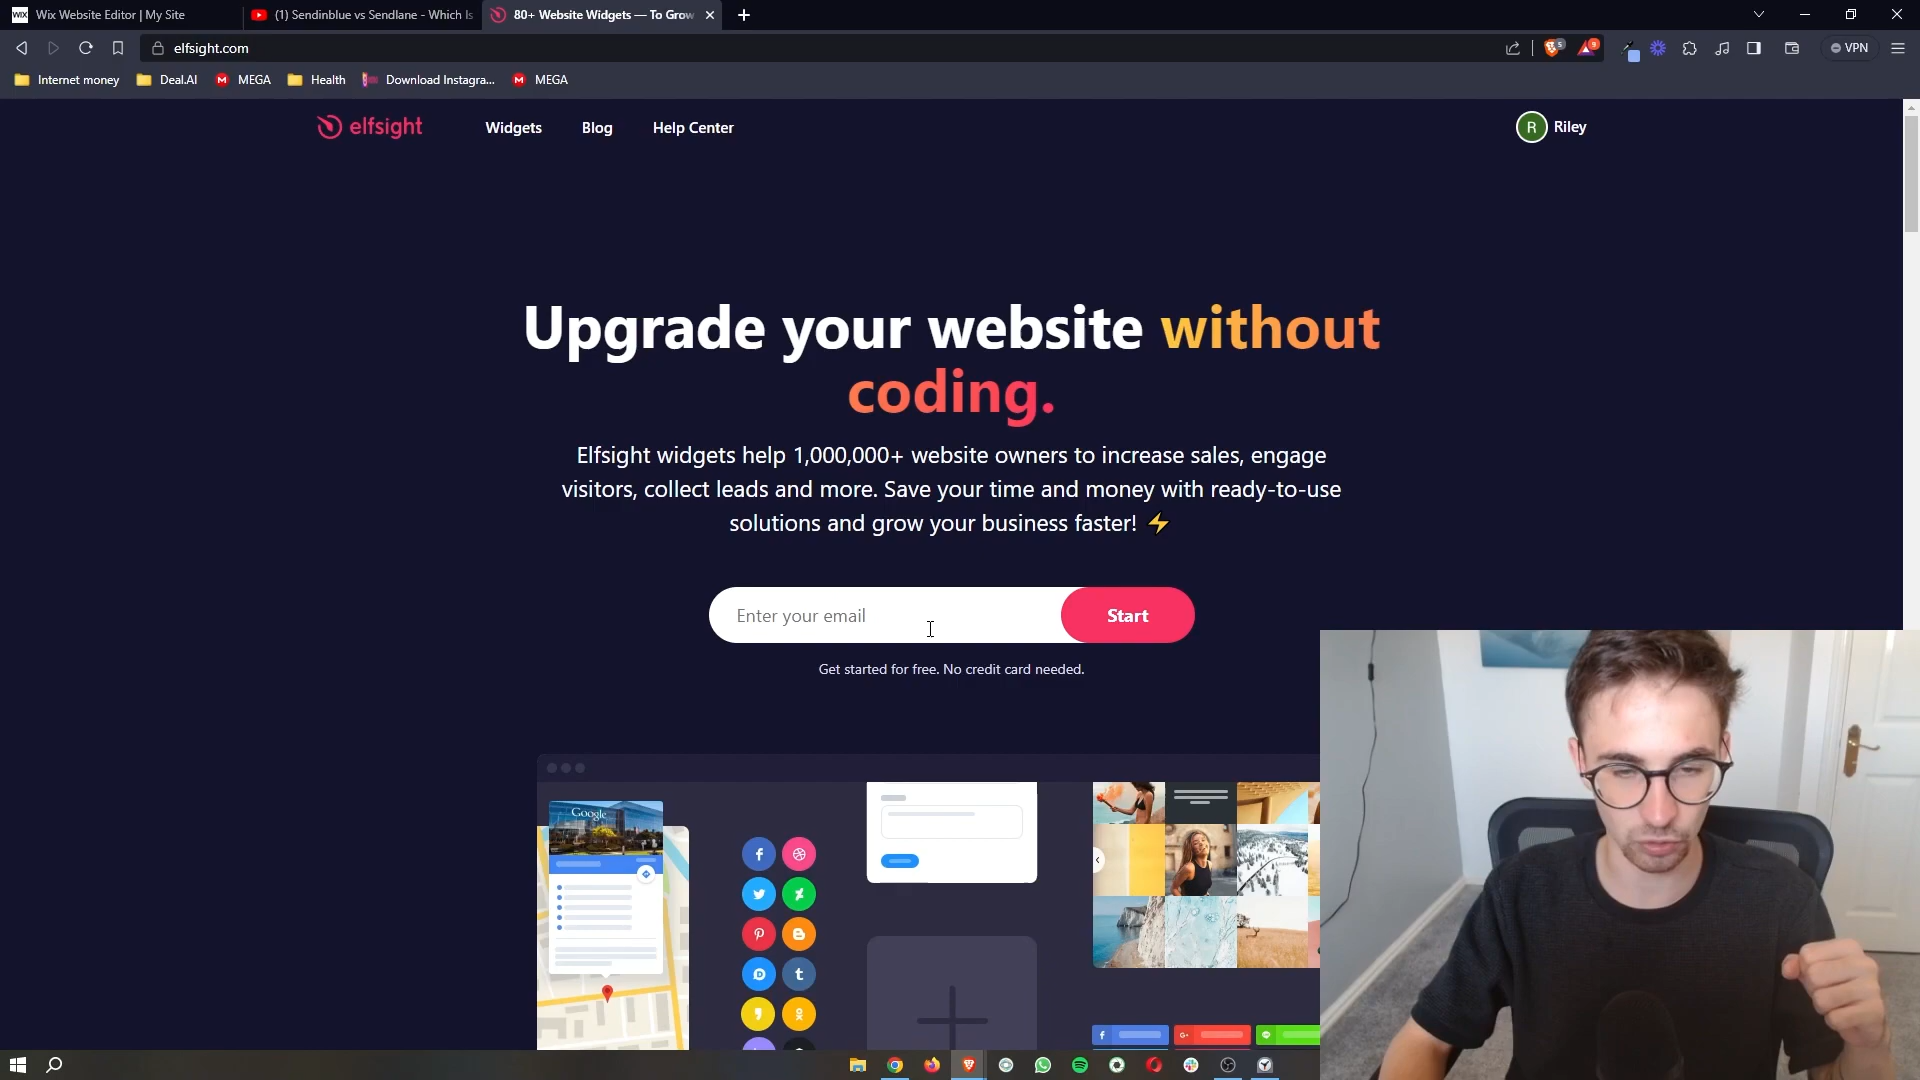 Wix Website Editor | My Site
(1) Sendinblue vs Sendlane - Which Is
80+ Website Widgets — To Grow
elfsight.com
VPN
Internet money
Deal.AI
MEGA
Health
Download Instagra...
MEGA
elfsight
Widgets
Blog
Help Center
R
Riley
Upgrade your website without
coding.
Elfsight widgets help 1,000,000+ website owners to increase sales, engage
visitors, collect leads and more. Save your time and money with ready-to-use
solutions and grow your business faster! ⚡
Enter your email
Start
Get started for free. No credit card needed.
Google